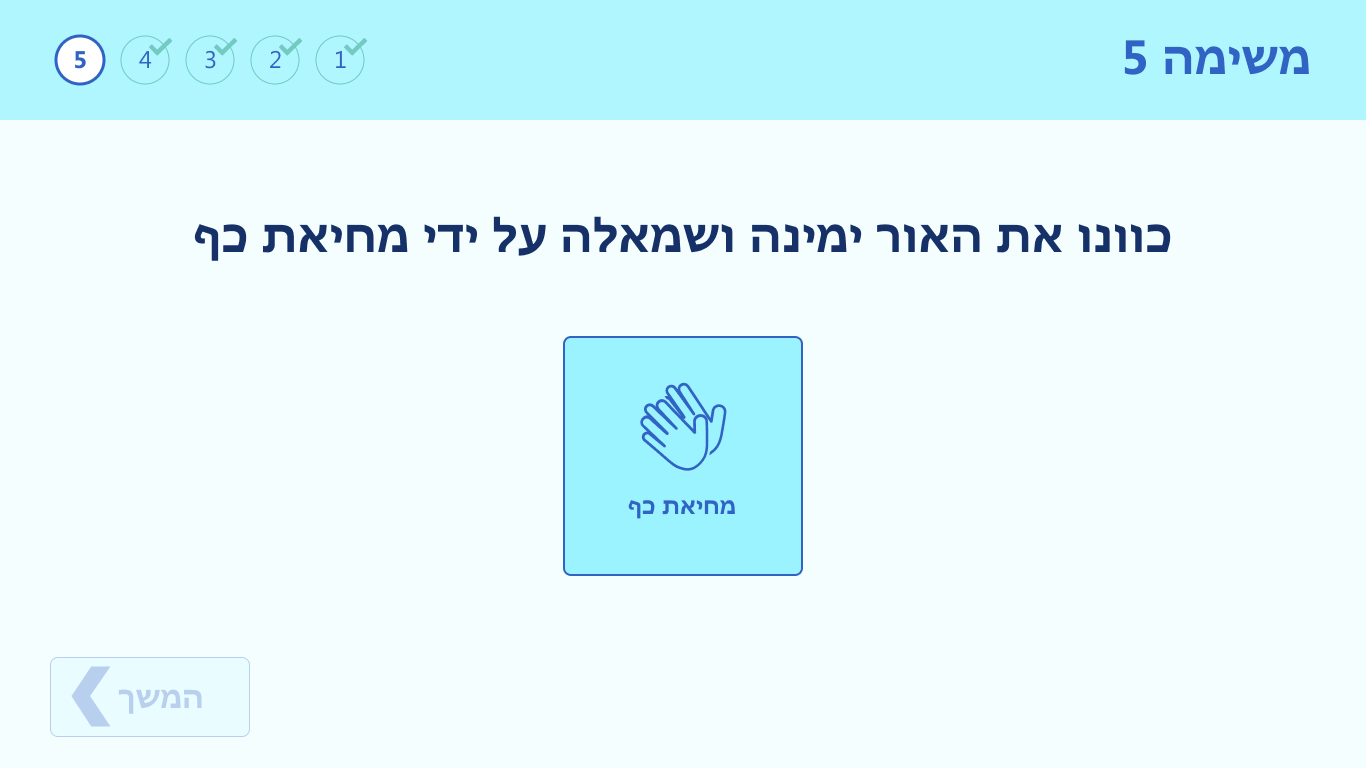 משימה 5
1 2 3 4 5
כוונו את האור ימינה ושמאלה על ידי מחיאת כף
מחיאת כף
המשך